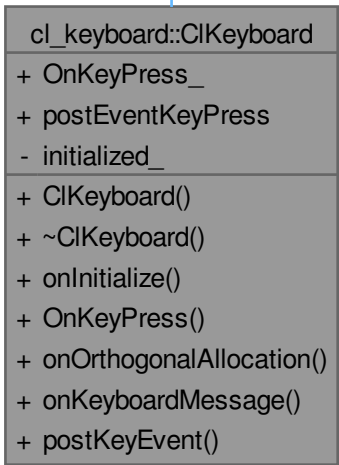 cl_keyboard::ClKeyboard
+ OnKeyPress_
+ postEventKeyPress
- initialized_
+ ClKeyboard()
+ ~ClKeyboard()
+ onInitialize()
+ OnKeyPress()
+ onOrthogonalAllocation()
+ onKeyboardMessage()
+ postKeyEvent()